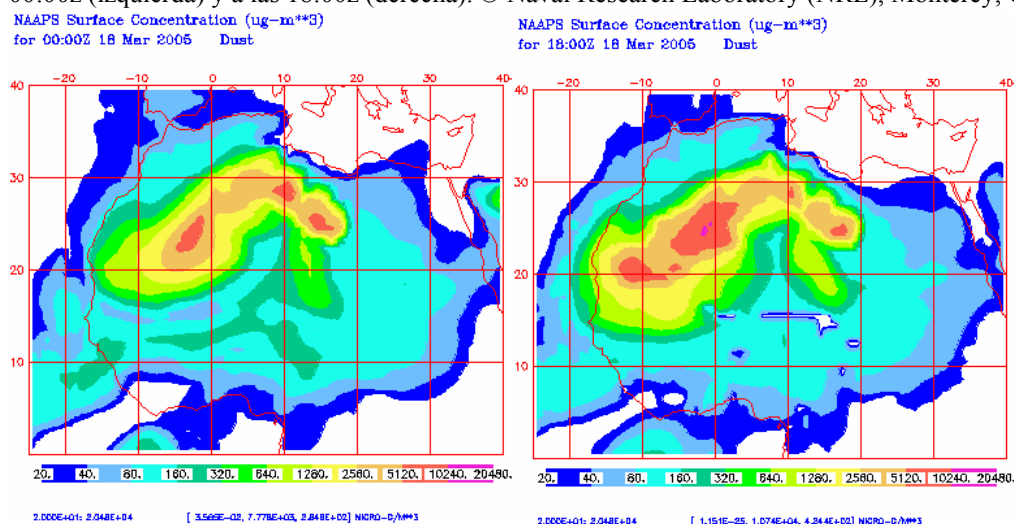 00:00z (izquierda) y a las 18:00z (derecha). © Naval Research Laboratory (NRL), Monterey,
NAAPS Surface Concentration (ug-m**3)
for 00:00Z 18 Mar 2005 Dust
-20 -10 0 10 20 30 40
40
30
20
10
20. 40. 80. 160. 320. 640. 1280. 2560. 5120. 10240. 20480.
2.000E+01: 2.048E+04 [ 3.565E-02, 7.778E+03, 2.848E+02] MICRO-G/M**3
NAAPS Surface Concentration (ug-m**3)
for 18:00Z 18 Mar 2005 Dust
-20 -10 0 10 20 30 40
40
30
20
10
20. 40. 80. 160. 320. 640. 1280. 2560. 5120. 10240. 20480.
2.000E+01: 2.048E+04 [ 1.151E-25, 1.074E+04, 4.244E+02] MICRO-G/M**3